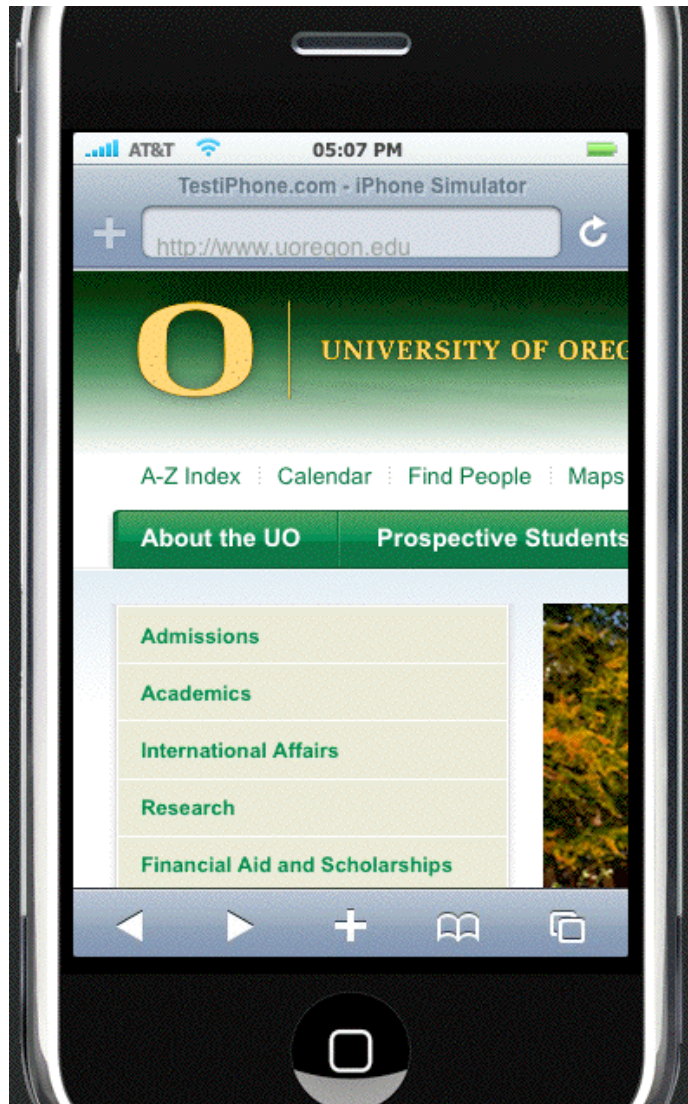 AT&T 05:07 PM
TestiPhone.com - iPhone Simulator
http://www.uoregon.edu
O UNIVERSITY OF OREG
A-Z Index Calendar Find People Maps
About the UO Prospective Students
Admissions
Academics
International Affairs
Research
Financial Aid and Scholarships